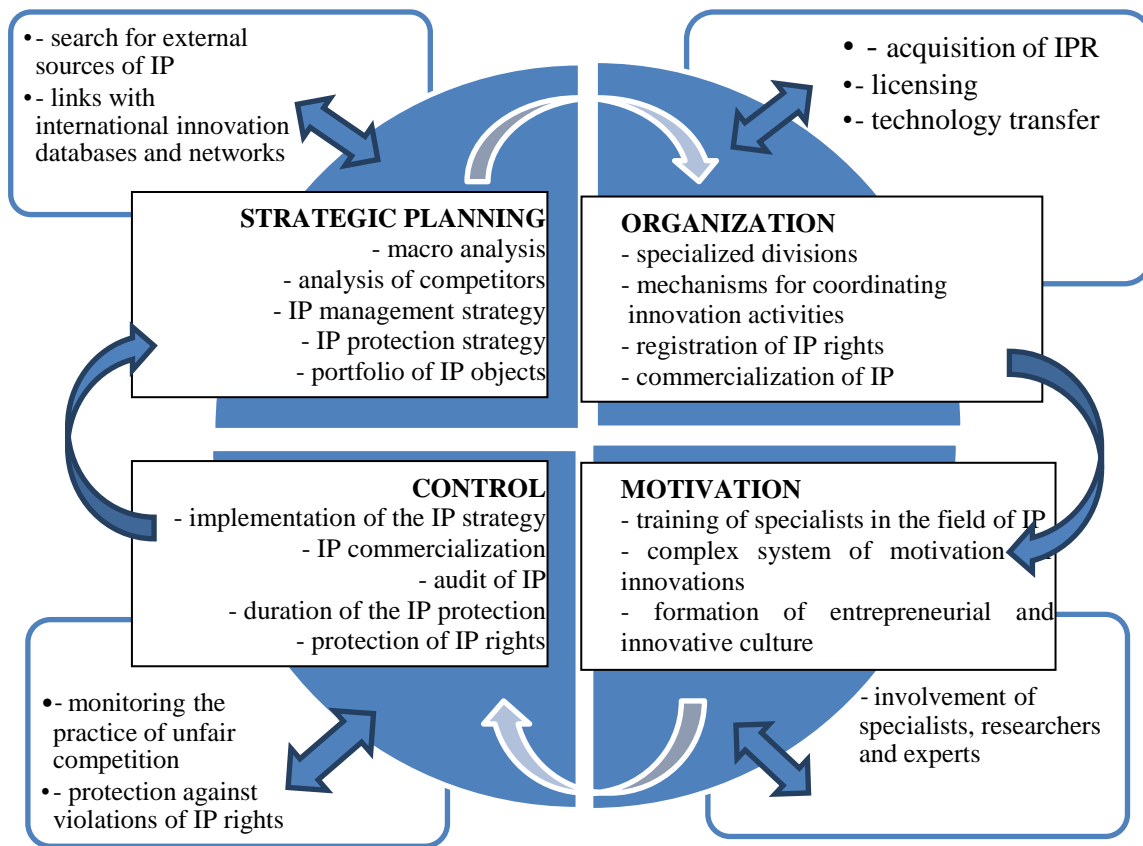 • - search for external
sources of IP
• - links with
international innovation
databases and networks
• - acquisition of IPR
• - licensing
• - technology transfer
STRATEGIC PLANNING
- macro analysis
- analysis of competitors
- IP management strategy
- IP protection strategy
- portfolio of IP objects
ORGANIZATION
- specialized divisions
- mechanisms for coordinating
innovation activities
- registration of IP rights
- commercialization of IP
CONTROL
- implementation of the IP strategy
- IP commercialization
- audit of IP
- duration of the IP protection
- protection of IP rights
MOTIVATION
- training of specialists in the field of IP
- complex system of motivation
innovations
- formation of entrepreneurial and
innovative culture
• - monitoring the
practice of unfair
competition
• - protection against
violations of IP rights
- involvement of
specialists, researchers
and experts